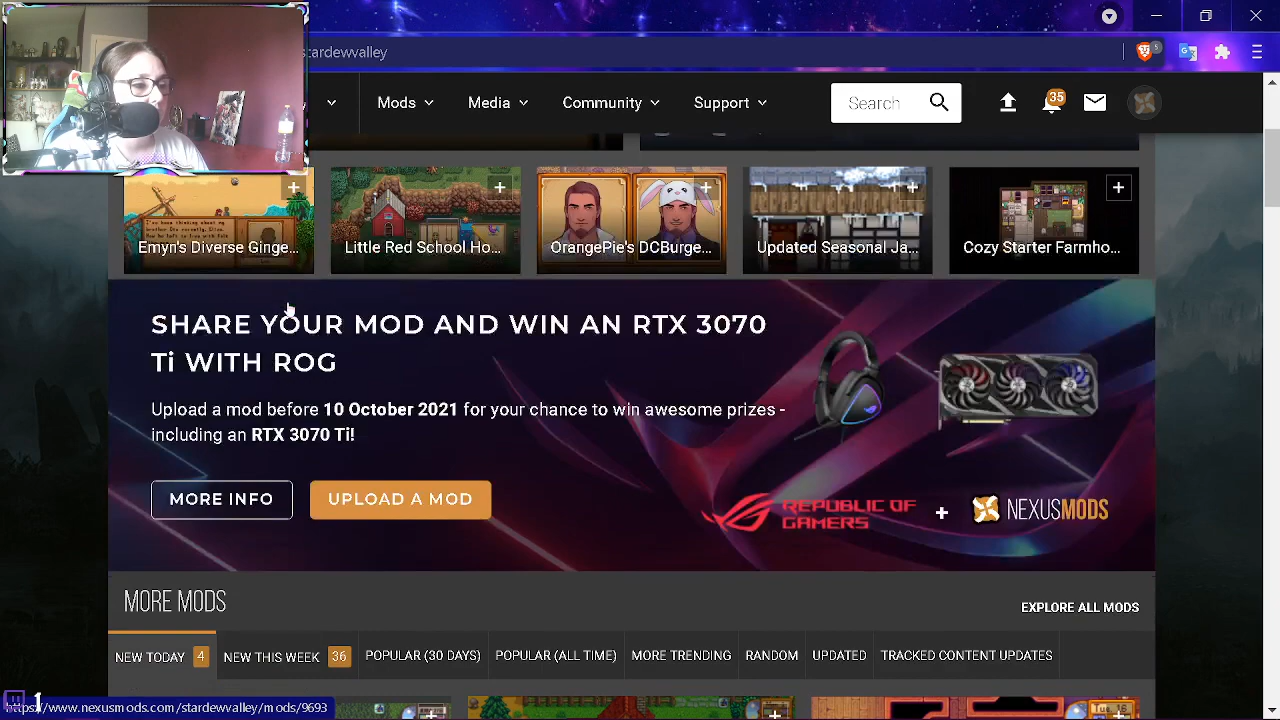 stardewvalley
5
Mods
Media
Community
Support
Search
35
Emyn's Diverse Ginge...
Little Red School Ho...
OrangePie's DCBurge...
Updated Seasonal Ja...
Cozy Starter Farmho...
SHARE YOUR MOD AND WIN AN RTX 3070
Ti WITH ROG
Upload a mod before 10 October 2021 for your chance to win awesome prizes -
including an RTX 3070 Ti!
MORE INFO
UPLOAD A MOD
REPUBLIC OF
GAMERS
+
NEXUSMODS
MORE MODS
EXPLORE ALL MODS
NEW TODAY 4
NEW THIS WEEK 36
POPULAR (30 DAYS)
POPULAR (ALL TIME)
MORE TRENDING
RANDOM
UPDATED
TRACKED CONTENT UPDATES
1
https://www.nexusmods.com/stardewvalley/mods/9693
Tue. 16